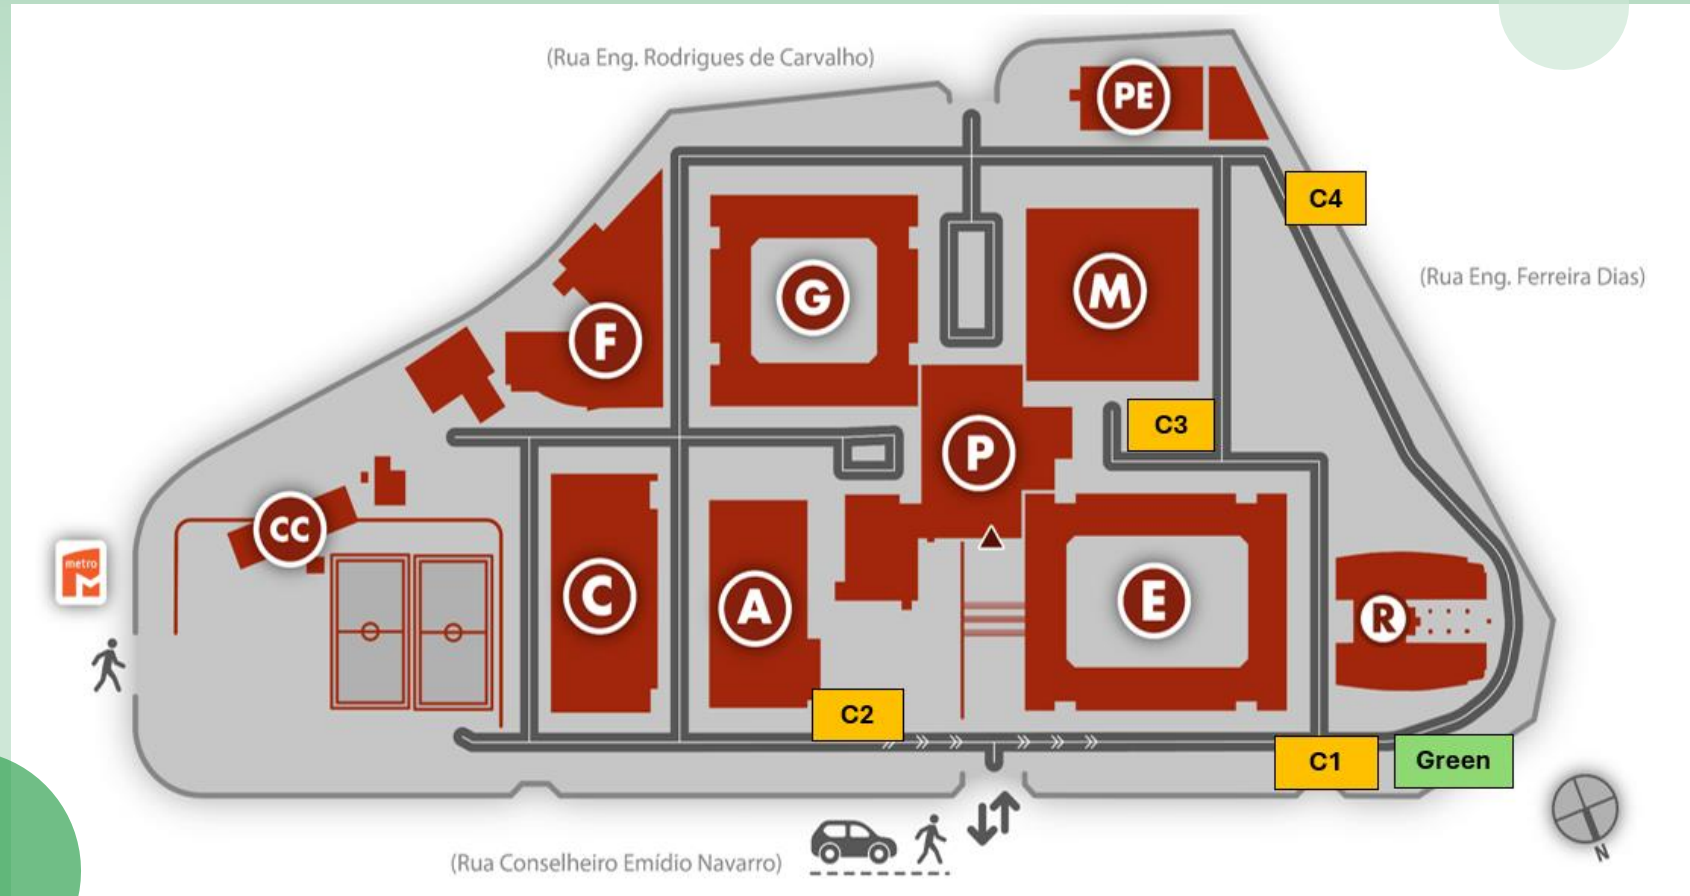 (Rua Eng. Rodrigues de Carvalho)
PE
C4
(Rua Eng. Ferreira Dias)
G
M
F
C3
P
CC
metro
C
A
E
R
C2
C1
Green
N
(Rua Conselheiro Emídio Navarro)